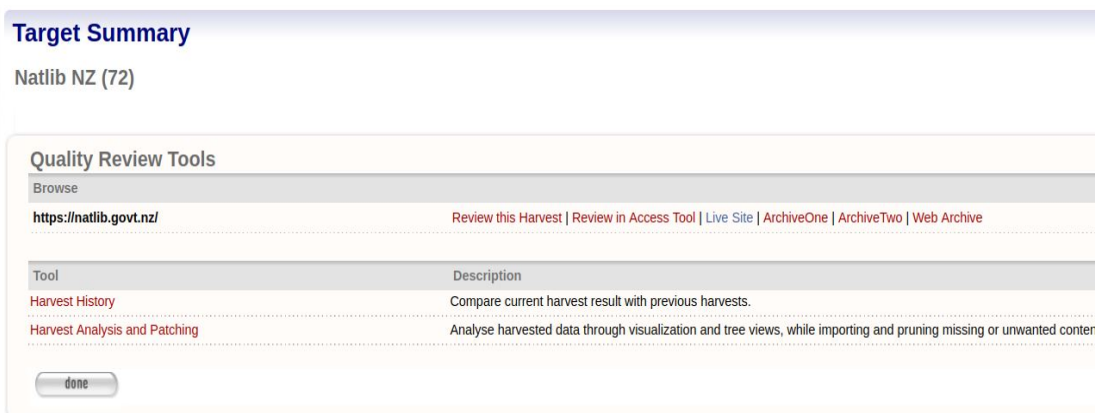 Target Summary
Natlib NZ (72)
Quality Review Tools
Browse
https://natlib.govt.nz/ Review this Harvest | Review in Access Tool | Live Site | ArchiveOne | ArchiveTwo | Web Archive
Tool Description
Harvest History Compare current harvest result with previous harvests.
Harvest Analysis and Patching Analyse harvested data through visualization and tree views, while importing and pruning missing or unwanted conten
done